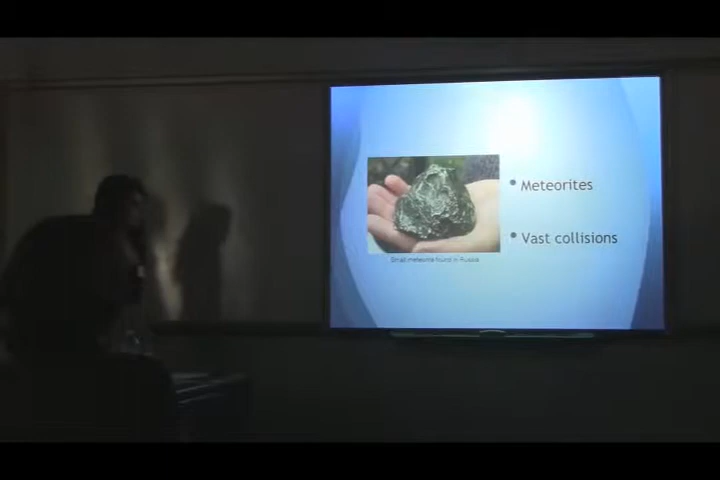 • Meteorites
• Vast collisions
Small meteorite found in Russia